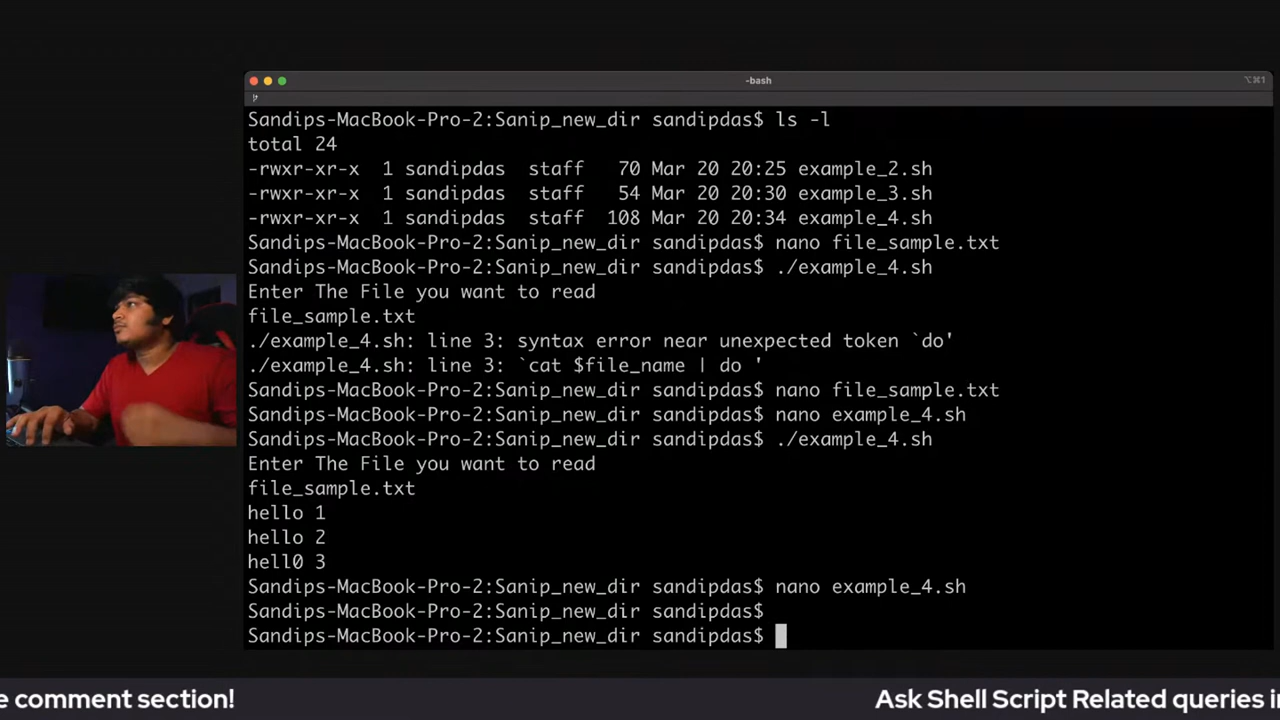 -bash
⌥⌘1
Sandips-MacBook-Pro-2:Sanip_new_dir sandipdas$ ls -l
total 24
-rwxr-xr-x  1 sandipdas  staff   70 Mar 20 20:25 example_2.sh
-rwxr-xr-x  1 sandipdas  staff   54 Mar 20 20:30 example_3.sh
-rwxr-xr-x  1 sandipdas  staff  108 Mar 20 20:34 example_4.sh
Sandips-MacBook-Pro-2:Sanip_new_dir sandipdas$ nano file_sample.txt
Sandips-MacBook-Pro-2:Sanip_new_dir sandipdas$ ./example_4.sh
Enter The File you want to read
file_sample.txt
./example_4.sh: line 3: syntax error near unexpected token `do'
./example_4.sh: line 3: `cat $file_name | do '
Sandips-MacBook-Pro-2:Sanip_new_dir sandipdas$ nano file_sample.txt
Sandips-MacBook-Pro-2:Sanip_new_dir sandipdas$ nano example_4.sh
Sandips-MacBook-Pro-2:Sanip_new_dir sandipdas$ ./example_4.sh
Enter The File you want to read
file_sample.txt
hello 1
hello 2
hell0 3
Sandips-MacBook-Pro-2:Sanip_new_dir sandipdas$ nano example_4.sh
Sandips-MacBook-Pro-2:Sanip_new_dir sandipdas$
Sandips-MacBook-Pro-2:Sanip_new_dir sandipdas$
e comment section!
Ask Shell Script Related queries i